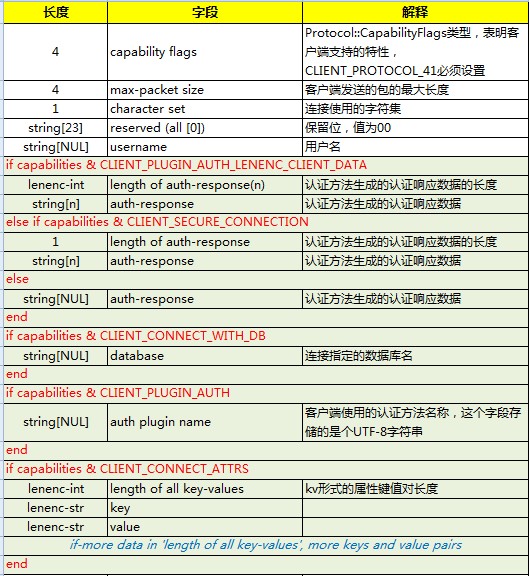 长度 字段 解释
4 capability flags Protocol::CapabilityFlags类型，表明客
户端支持的特性，
CLIENT_PROTOCOL_41必须设置
4 max-packet size 客户端发送的包的最大长度
1 character set 连接使用的字符集
string[23] reserved (all [0]) 保留位，值为00
string[NUL] username 用户名
if capabilities & CLIENT_PLUGIN_AUTH_LENENC_CLIENT_DATA
lenenc-int length of auth-response(n) 认证方法生成的认证响应数据的长度
string[n] auth-response 认证方法生成的认证响应数据
else if capabilities & CLIENT_SECURE_CONNECTION
1 length of auth-response 认证方法生成的认证响应数据的长度
string[n] auth-response 认证方法生成的认证响应数据
else
string[NUL] auth-response 认证方法生成的认证响应数据
end
if capabilities & CLIENT_CONNECT_WITH_DB
string[NUL] database 连接指定的数据库名
end
if capabilities & CLIENT_PLUGIN_AUTH
string[NUL] auth plugin name 客户端使用的认证方法名称，这个字段存
储的是个UTF-8字符串
end
if capabilities & CLIENT_CONNECT_ATTRS
lenenc-int length of all key-values kv形式的属性键值对长度
lenenc-str key
lenenc-str value
if-more data in 'length of all key-values', more keys and value pairs
end